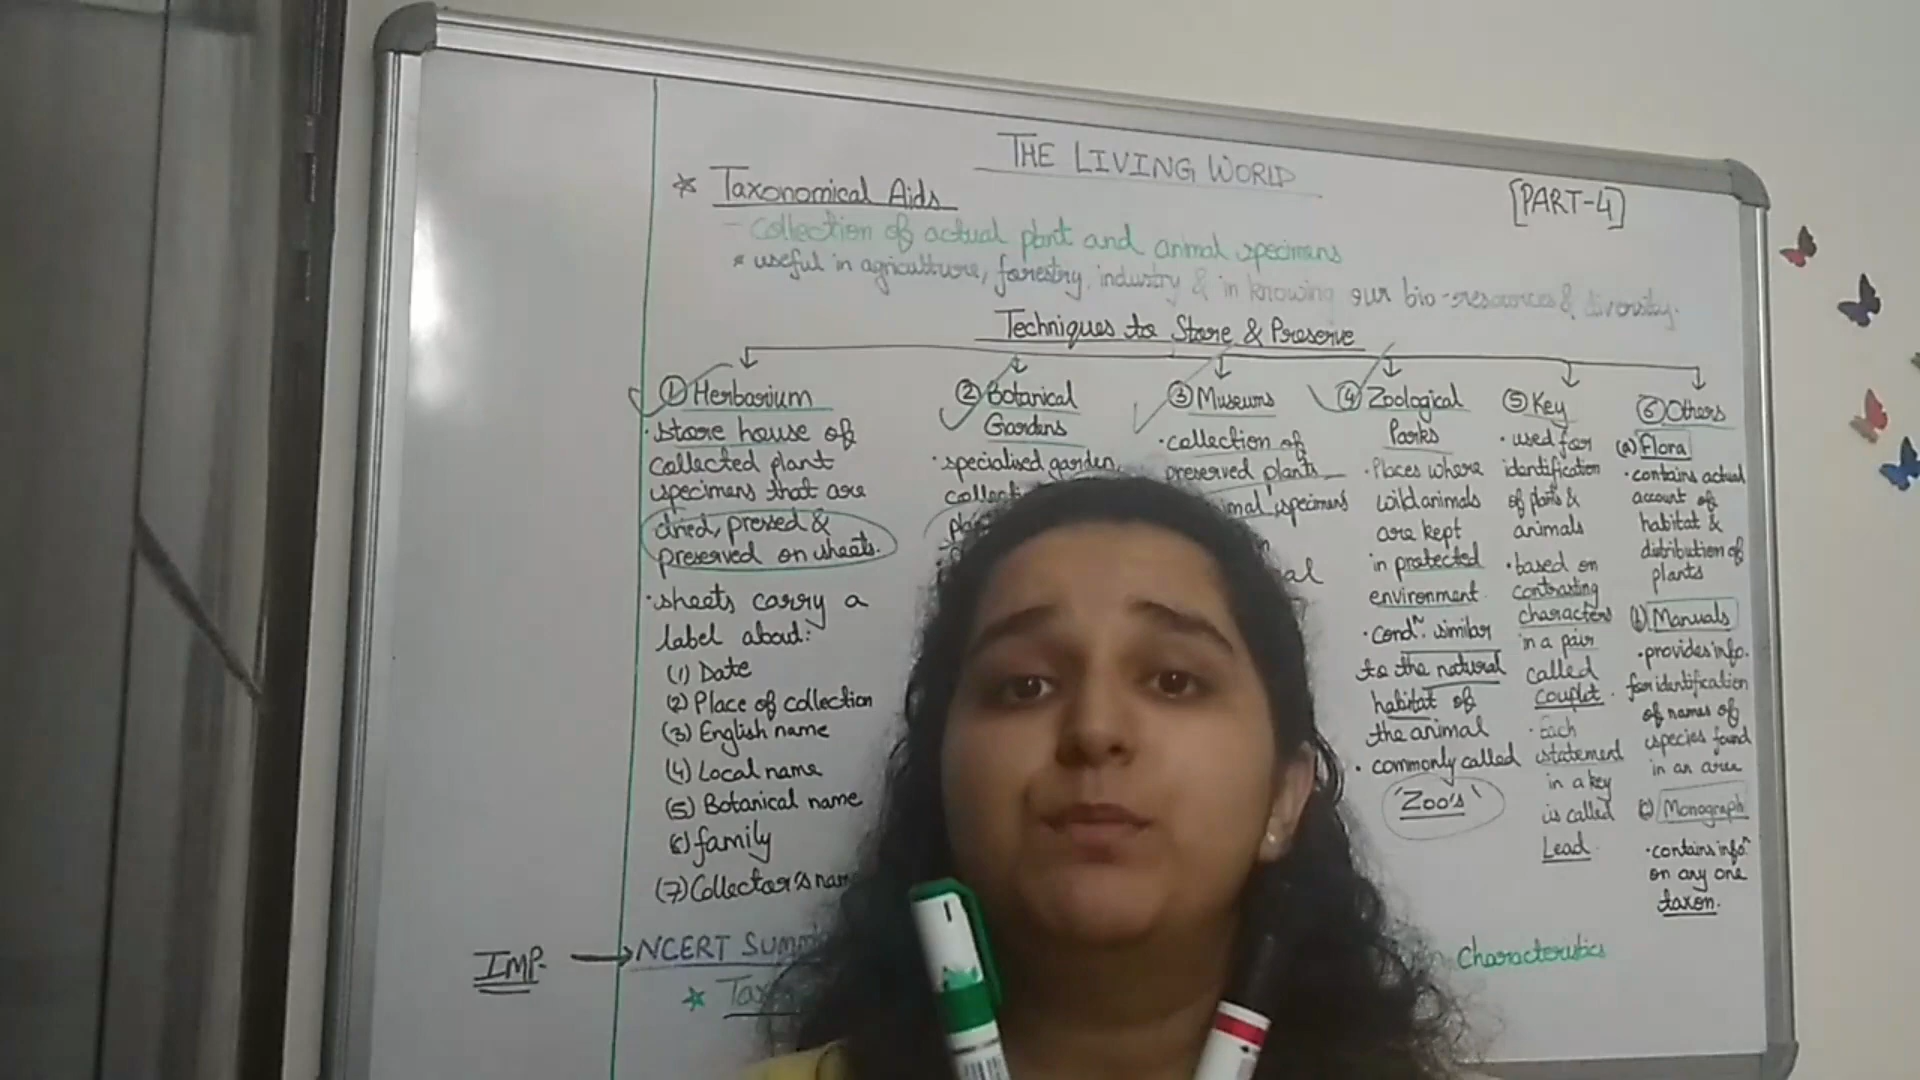 THE LIVING WORLD
[PART-4]
* Taxonomical Aids
- collection of actual plant and animal specimens
* useful in agriculture, forestry, industry & in knowing our bio-resources & diversity.
Techniques to Store & Preserve
① Herbarium
• store house of
collected plant
specimens that are
dried, pressed &
preserved on sheets.
• sheets carry a
label about:
(1) Date
(2) Place of collection
(3) English name
(4) Local name
(5) Botanical name
(6) family
(7) Collector's name
② Botanical
Gardens
• specialised garden
③ Museums
• collection of
preserved plants
specimens
④ Zoological
Parks
• Places where
wild animals
are kept
in protected
environment.
• condⁿ. similar
to the natural
habitat of
the animal
• commonly called
'Zoo's'
⑤ Key
• used for
identification
of plants &
animals
• based on
contrasting
characters
in a pair
called
couplet.
• Each
statement
in a key
is called
Lead.
⑥ Others
(a) Flora
• contains actual
account of
habitat &
distribution of
plants
(b) Manuals
• provides info.
for identification
of names of
species found
in an area
(c) Monograph
• contains infoⁿ
on any one
taxon.
IMP. → NCERT
Characteristics